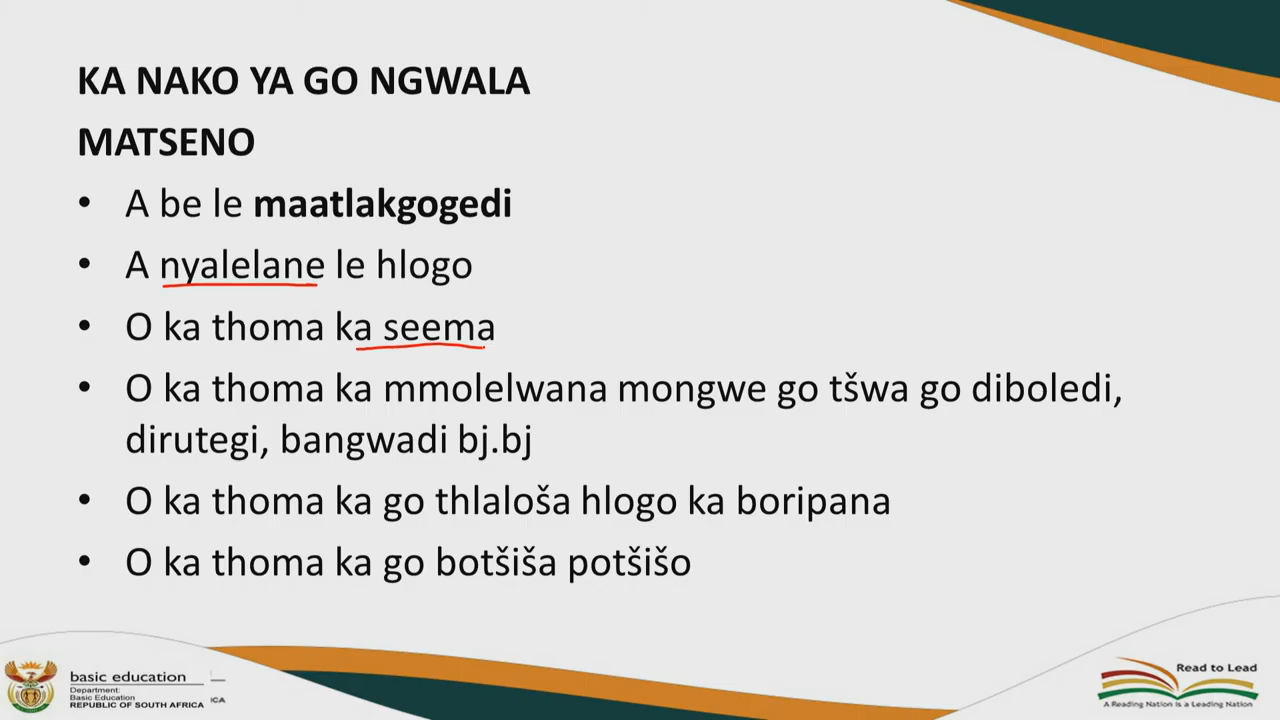 KA NAKO YA GO NGWALA
MATSENO
• A be le maatlakgogedi
• A nyalelane le hlogo
• O ka thoma ka seema
• O ka thoma ka mmolelwana mongwe go tšwa go diboledi,
dirutegi, bangwadi bj.bj
• O ka thoma ka go thlaloša hlogo ka boripana
• O ka thoma ka go botšiša potšišo
basic education
Department:
Basic Education
REPUBLIC OF SOUTH AFRICA
ICA
Read to Lead
A Reading Nation is a Leading Nation